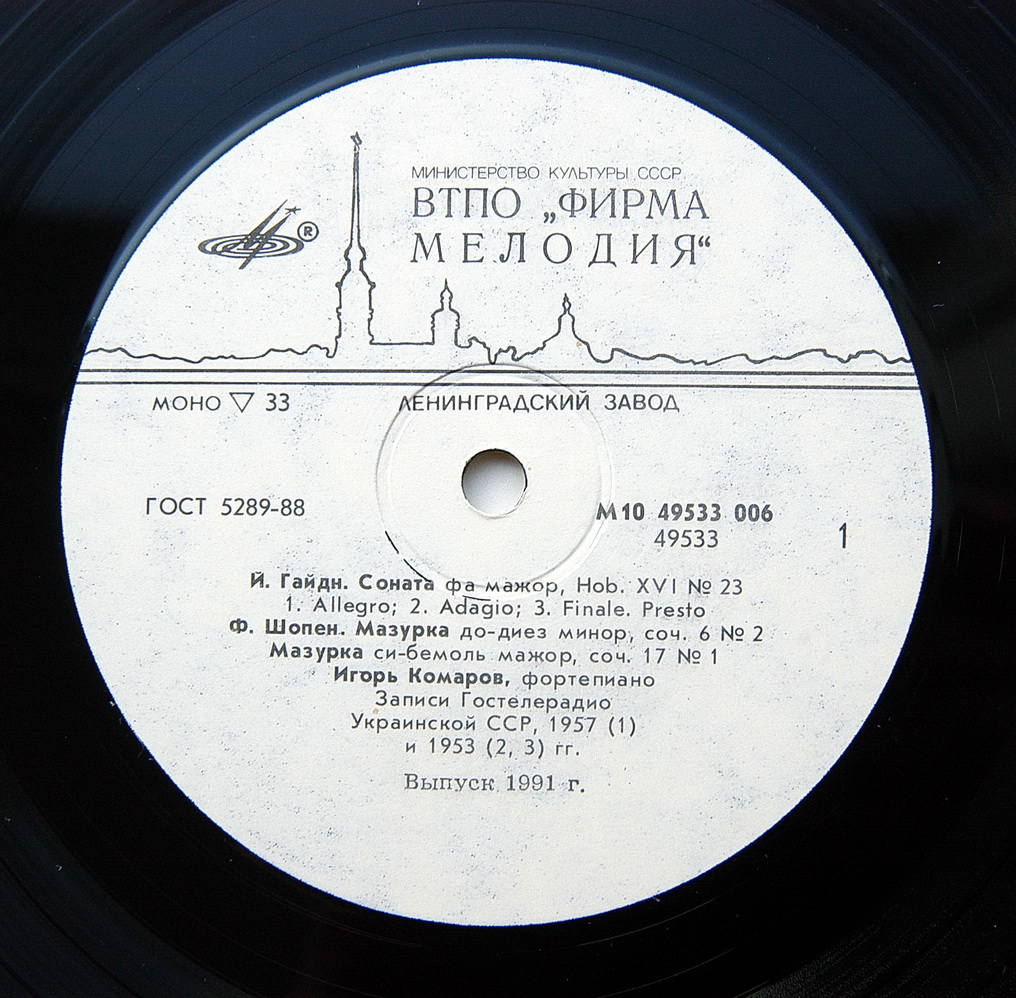 МИНИСТЕРСТВО КУЛЬТУРЫ СССР
ВТПО „ФИРМА
МЕЛОДИЯ“
®
МОНО ▽ 33
ЛЕНИНГРАДСКИЙ ЗАВОД
ГОСТ 5289-88
М10 49533 006
49533
1
Й. Гайдн. Соната фа мажор, Hob. XVI № 23
1. Allegro; 2. Adagio; 3. Finale. Presto
Ф. Шопен. Мазурка до-диез минор, соч. 6 № 2
Мазурка си-бемоль мажор, соч. 17 № 1
Игорь Комаров, фортепиано
Записи Гостелерадио
Украинской ССР, 1957 (1)
и 1953 (2, 3) гг.
Выпуск 1991 г.